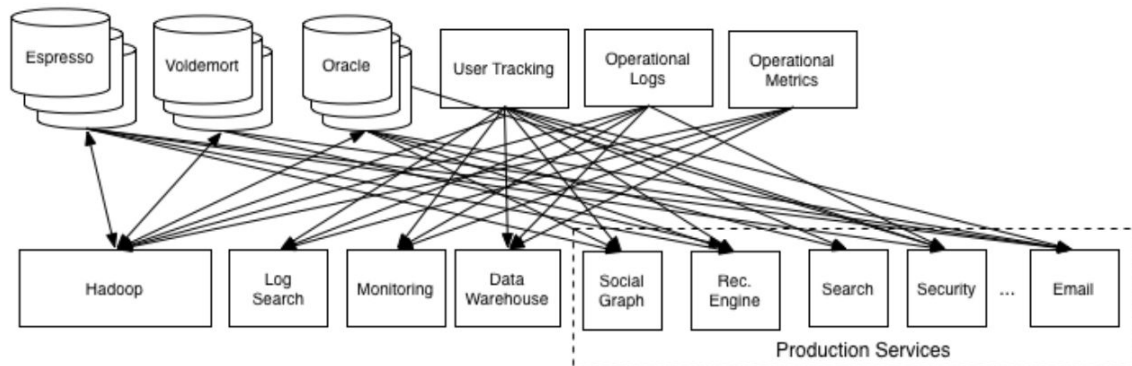 Espresso
Voldemort
Oracle
User Tracking
Operational
Logs
Operational
Metrics
Hadoop
Log
Search
Monitoring
Data
Warehouse
Social
Graph
Rec.
Engine
Search
Security
...
Email
Production Services